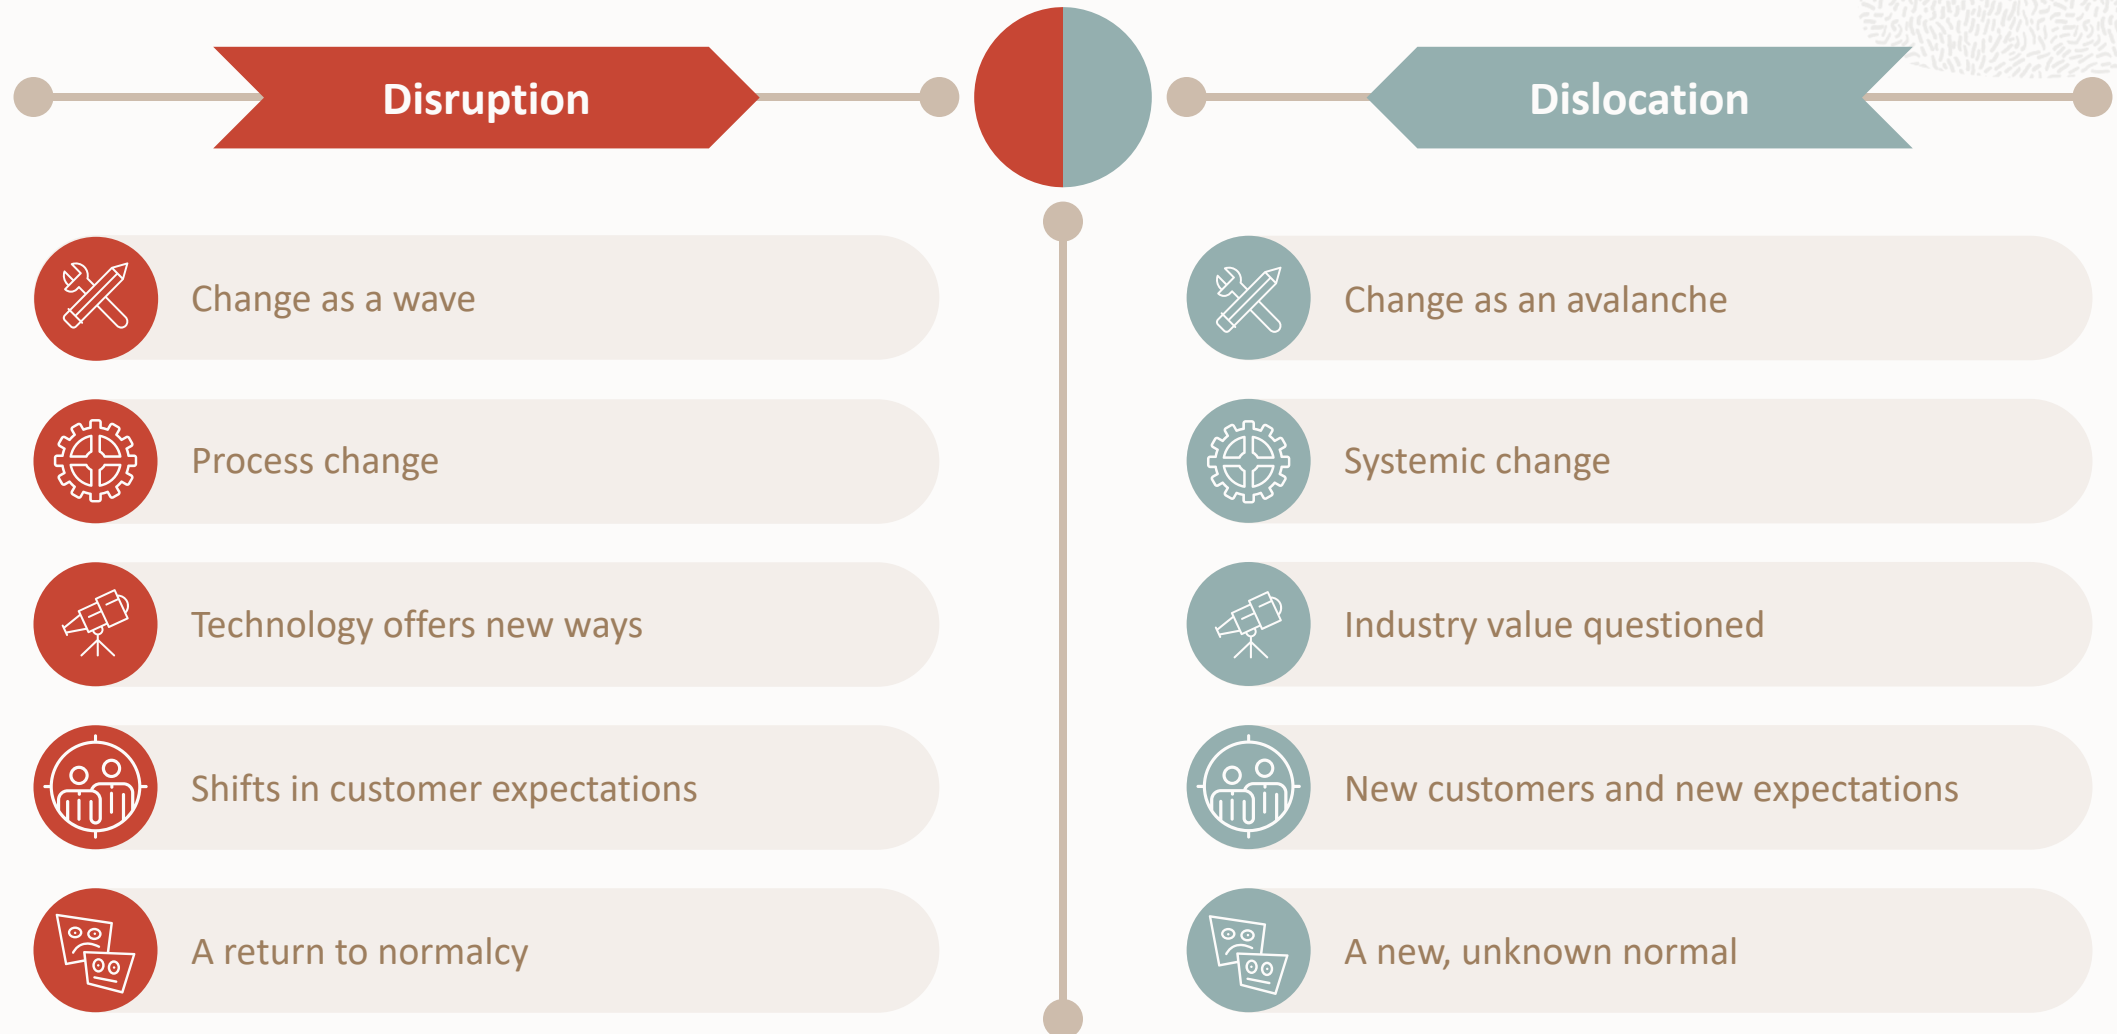 Disruption
Change as a wave
Process change
Technology offers new ways
Shifts in customer expectations
A return to normalcy
Dislocation
Change as an avalanche
Systemic change
Industry value questioned
New customers and new expectations
A new, unknown normal